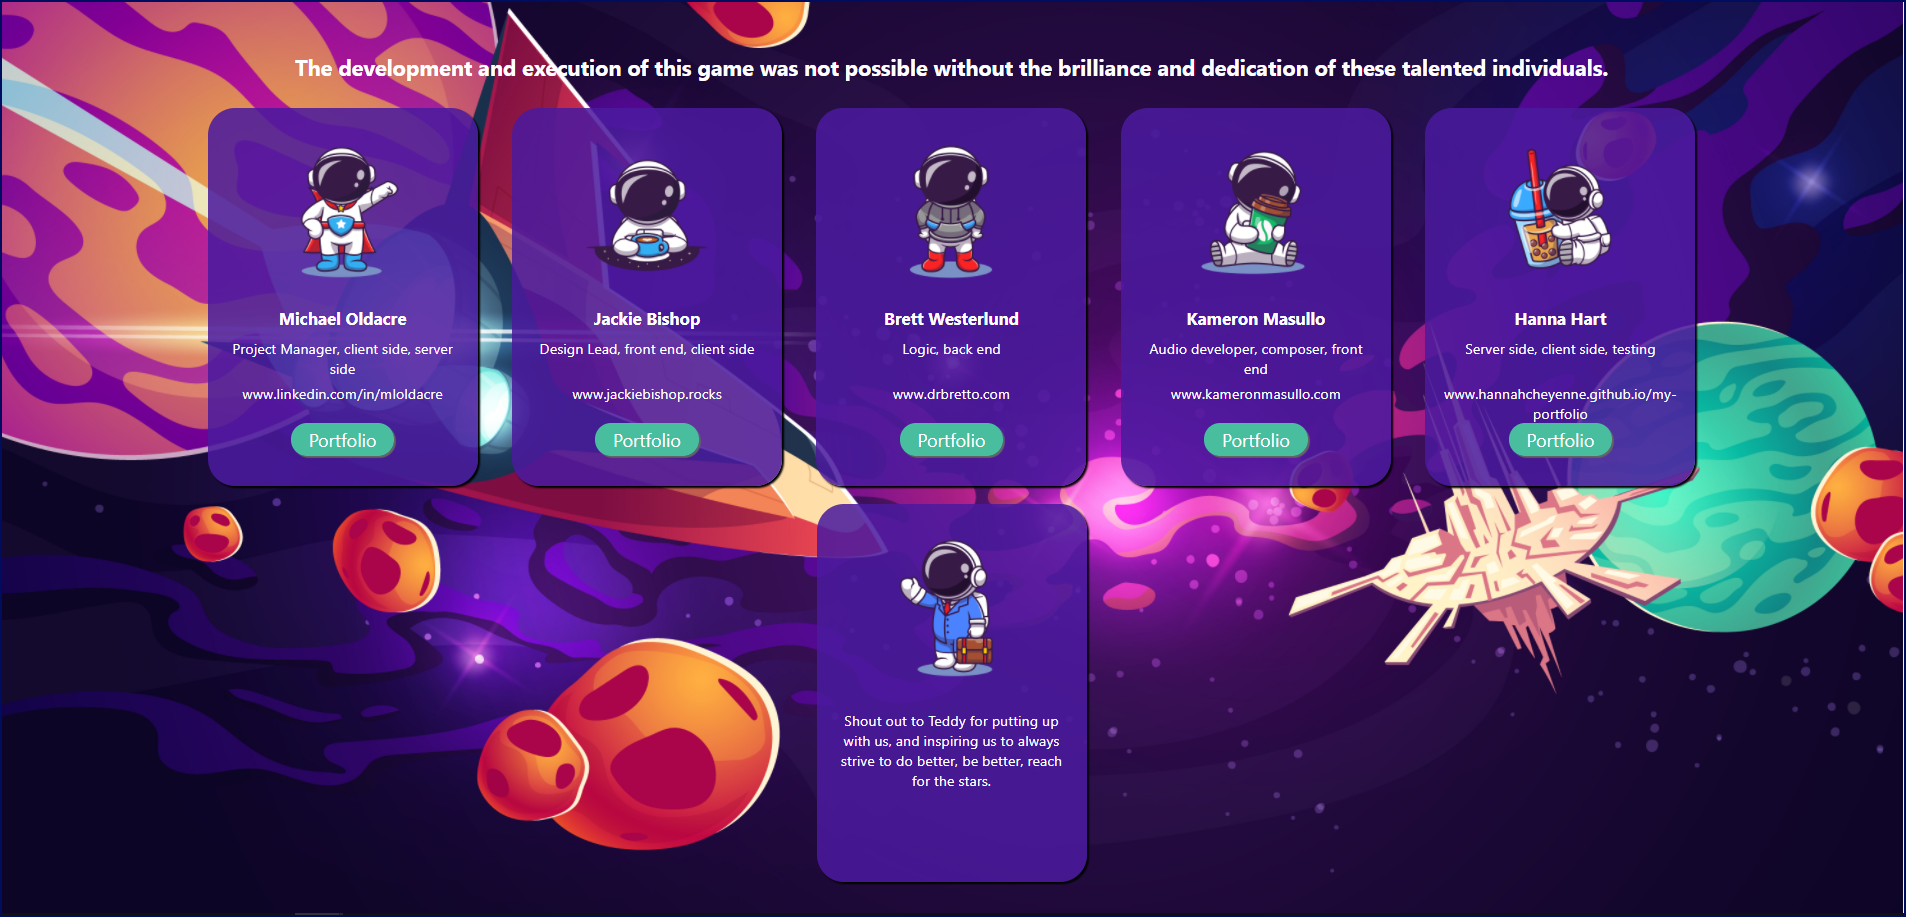 The development and execution of this game was not possible without the brilliance and dedication of these talented individuals.
Michael Oldacre
Project Manager, client side, server
side
www.linkedin.com/in/mloldacre
Portfolio
Jackie Bishop
Design Lead, front end, client side
www.jackiebishop.rocks
Portfolio
Brett Westerlund
Logic, back end
www.drbretto.com
Portfolio
Kameron Masullo
Audio developer, composer, front
end
www.kameronmasullo.com
Portfolio
Hanna Hart
Server side, client side, testing
www.hannahcheyenne.github.io/my-
portfolio
Portfolio
Shout out to Teddy for putting up
with us, and inspiring us to always
strive to do better, be better, reach
for the stars.